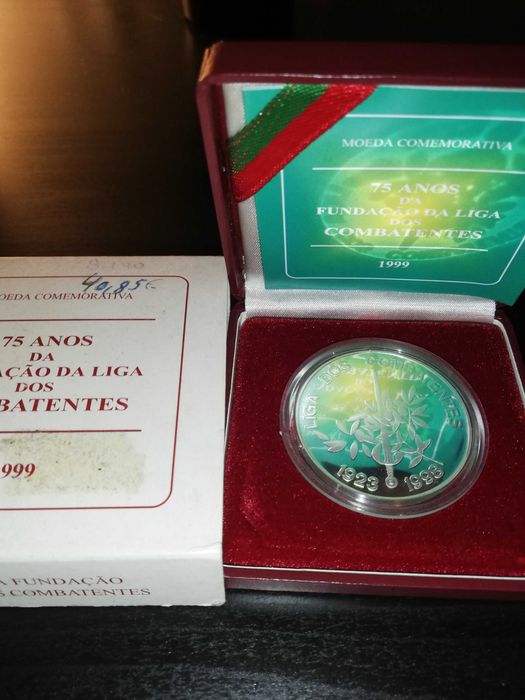 MOEDA COMEMORATIVA
75 ANOS
DA
FUNDAÇÃO DA LIGA
DOS
COMBATENTES
1999
40,85€
OEDA COMEMORATIVA
75 ANOS
DA
AÇÃO DA LIGA
DOS
BATENTES
999
A FUNDAÇÃO
S COMBATENTES
LIGA DOS COMBATENTES
1923 1998